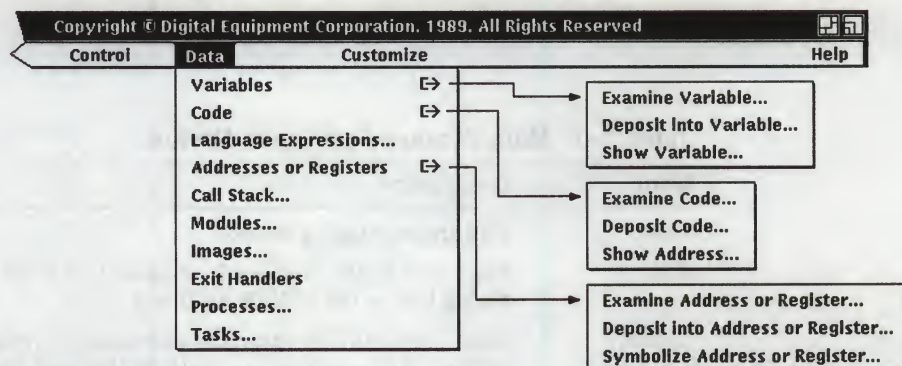 Copyright © Digital Equipment Corporation. 1989. All Rights Reserved
Control Data Customize Help
Variables
Code
Language Expressions...
Addresses or Registers
Call Stack...
Modules...
Images...
Exit Handlers
Processes...
Tasks...
Examine Variable...
Deposit into Variable...
Show Variable...
Examine Code...
Deposit Code...
Show Address...
Examine Address or Register...
Deposit into Address or Register...
Symbolize Address or Register...